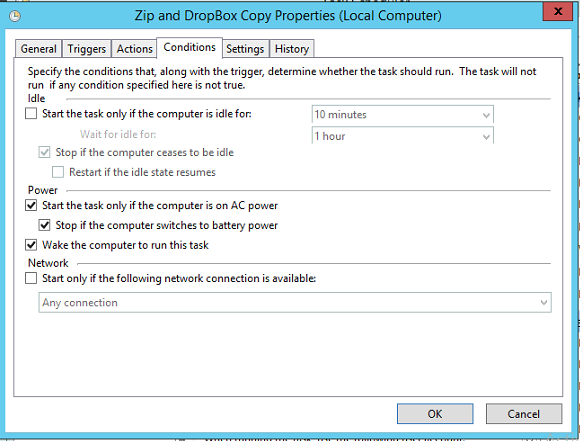 Zip and DropBox Copy Properties (Local Computer)
x
General Triggers Actions Conditions Settings History
Specify the conditions that, along with the trigger, determine whether the task should run. The task will not
run if any condition specified here is not true.
Idle
Start the task only if the computer is idle for: 10 minutes
Wait for idle for: 1 hour
Stop if the computer ceases to be idle
Restart if the idle state resumes
Power
Start the task only if the computer is on AC power
Stop if the computer switches to battery power
Wake the computer to run this task
Network
Start only if the following network connection is available:
Any connection
OK Cancel